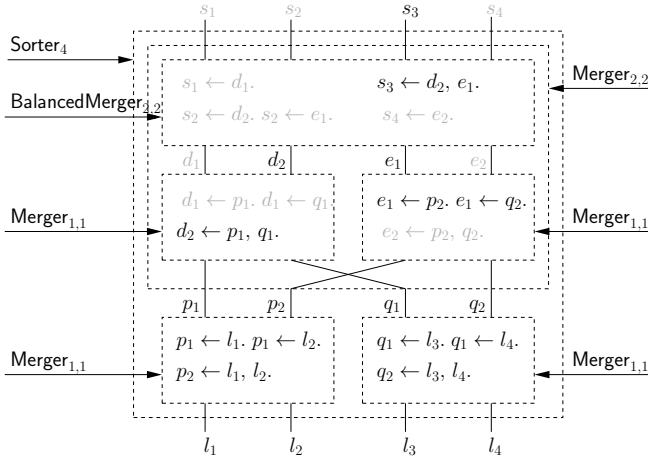 s₁ s₂ s₃ s₄
Sorter₄
s₁ ← d₁. s₃ ← d₂, e₁.
Merger₂,₂
BalancedMerger₂,₂
s₂ ← d₂. s₂ ← e₁. s₄ ← e₂.
d₁ d₂ e₁ e₂
d₁ ← p₁. d₁ ← q₁. e₁ ← p₂. e₁ ← q₂.
Merger₁,₁ d₂ ← p₁, q₁. e₂ ← p₂, q₂. Merger₁,₁
p₁ p₂ q₁ q₂
p₁ ← l₁. p₁ ← l₂. q₁ ← l₃. q₁ ← l₄.
Merger₁,₁ p₂ ← l₁, l₂. q₂ ← l₃, l₄. Merger₁,₁
l₁ l₂ l₃ l₄